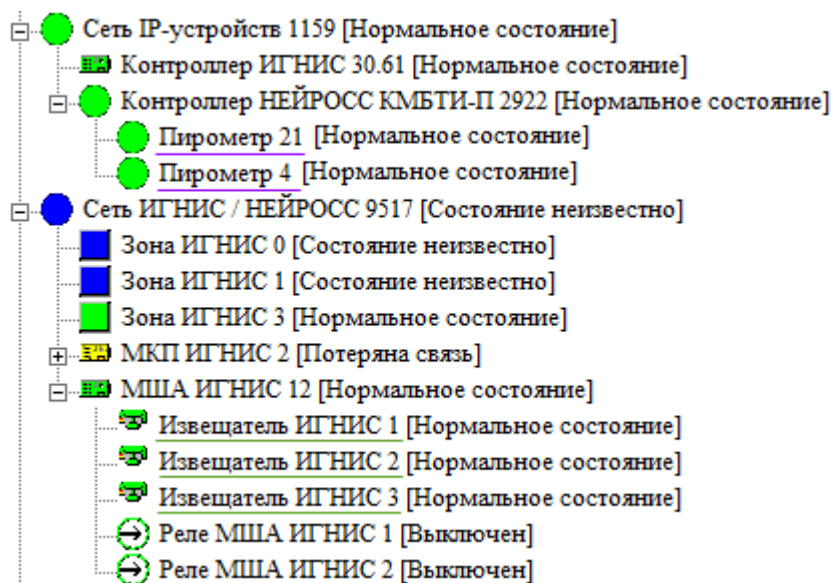 Сеть IP-устройств 1159 [Нормальное состояние]
Контроллер ИГНИС 30.61 [Нормальное состояние]
Контроллер НЕЙРОСС КМБТИ-П 2922 [Нормальное состояние]
Пирометр 21 [Нормальное состояние]
Пирометр 4 [Нормальное состояние]
Сеть ИГНИС / НЕЙРОСС 9517 [Состояние неизвестно]
Зона ИГНИС 0 [Состояние неизвестно]
Зона ИГНИС 1 [Состояние неизвестно]
Зона ИГНИС 3 [Нормальное состояние]
МКП ИГНИС 2 [Потеряна связь]
МША ИГНИС 12 [Нормальное состояние]
Извещатель ИГНИС 1 [Нормальное состояние]
Извещатель ИГНИС 2 [Нормальное состояние]
Извещатель ИГНИС 3 [Нормальное состояние]
Реле МША ИГНИС 1 [Выключен]
Реле МША ИГНИС 2 [Выключен]